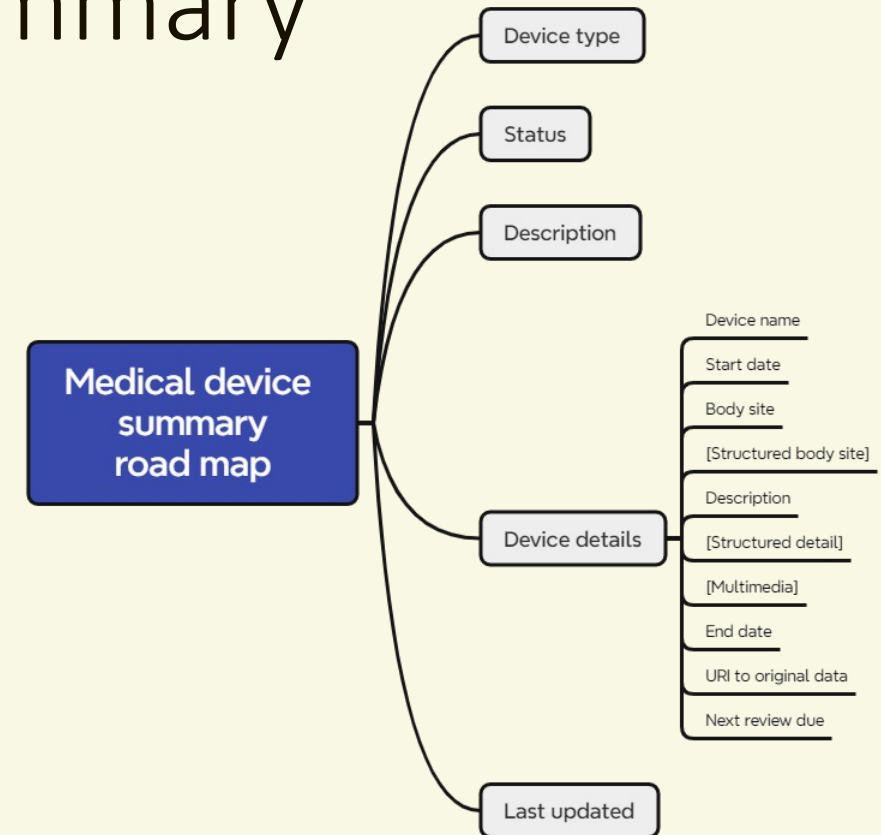 Medical device
summary
road map
Device type
Status
Description
Device details
Device name
Start date
Body site
[Structured body site]
Description
[Structured detail]
[Multimedia]
End date
URI to original data
Next review due
Last updated